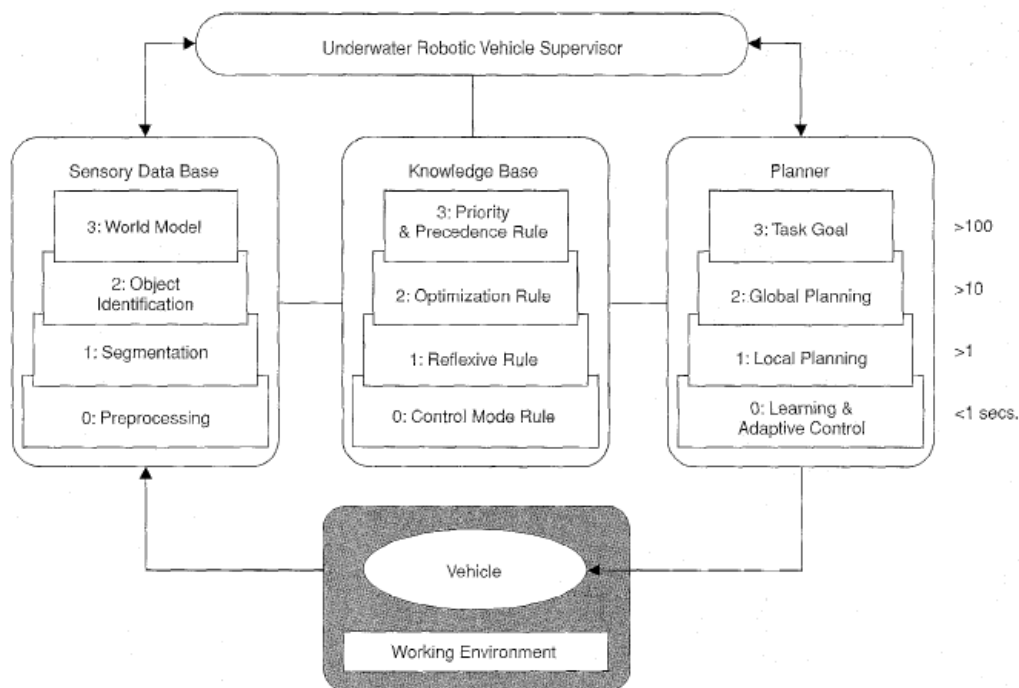 Underwater Robotic Vehicle Supervisor
Sensory Data Base
3: World Model
2: Object
Identification
1: Segmentation
0: Preprocessing
Knowledge Base
3: Priority
& Precedence Rule
2: Optimization Rule
1: Reflexive Rule
0: Control Mode Rule
Planner
3: Task Goal
2: Global Planning
1: Local Planning
0: Learning &
Adaptive Control
>100
>10
>1
<1 secs.
Vehicle
Working Environment